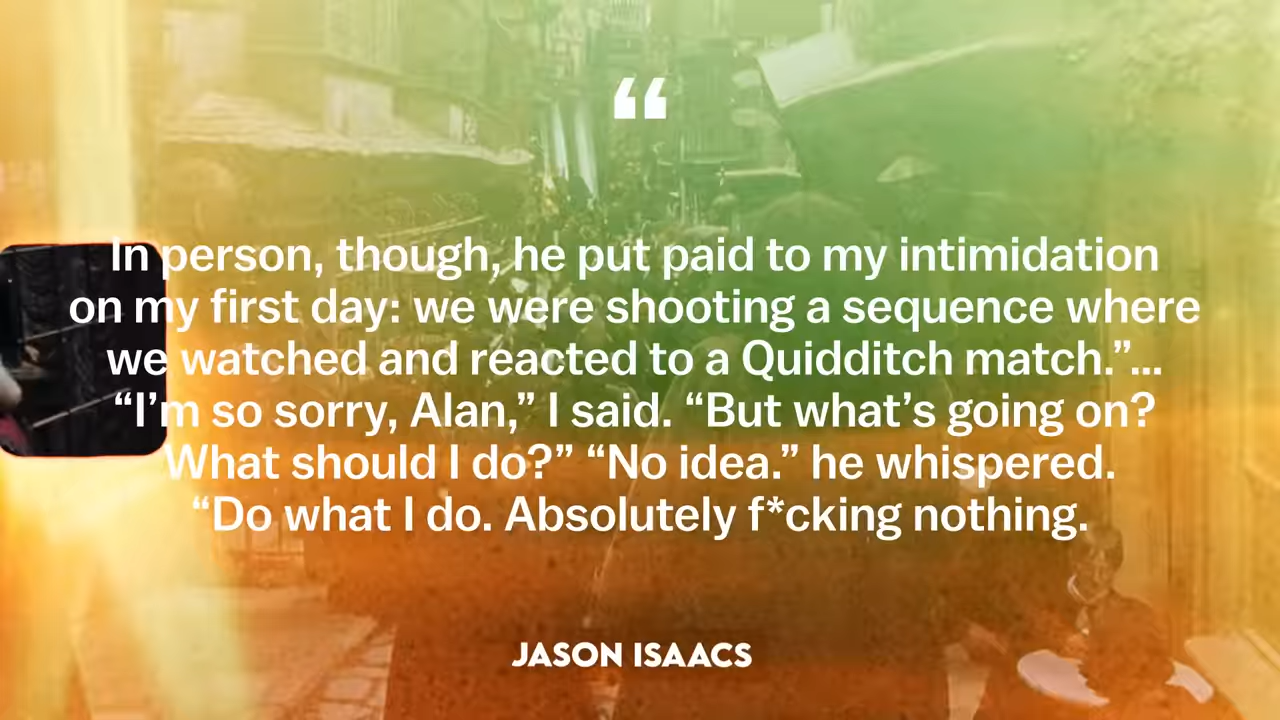 “
In person, though, he put paid to my intimidation
on my first day: we were shooting a sequence where
we watched and reacted to a Quidditch match.”...
“I’m so sorry, Alan,” I said. “But what’s going on?
What should I do?” “No idea.” he whispered.
“Do what I do. Absolutely f*cking nothing.
JASON ISAACS